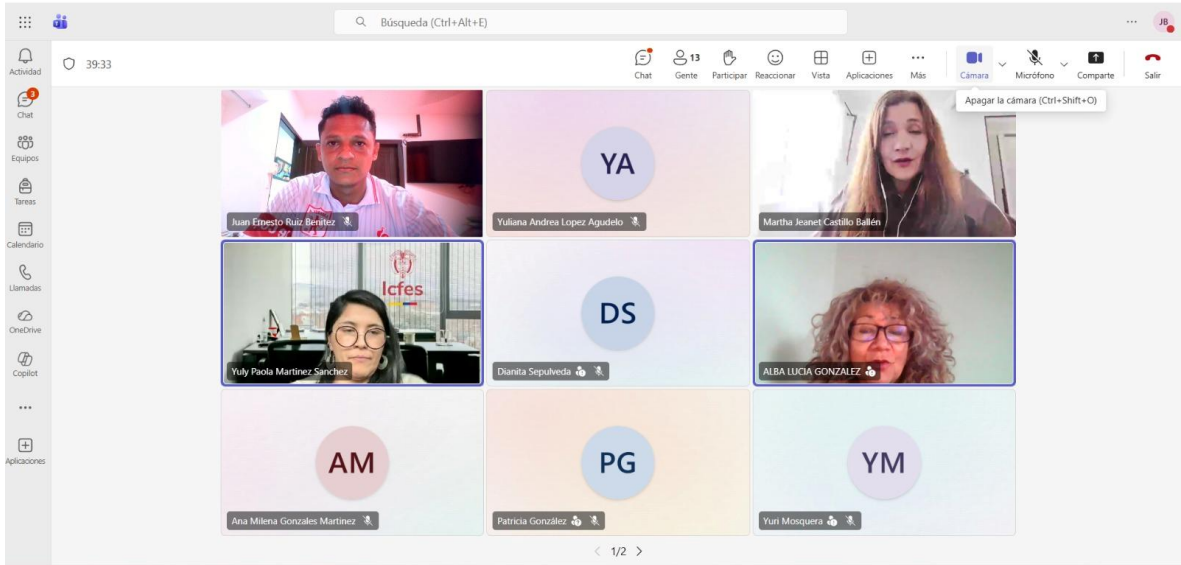 Búsqueda (Ctrl+Alt+E)
JB
Actividad
39:33
Chat
13
Gente
Participar
Reaccionar
Vista
Aplicaciones
Más
Cámara
Micrófono
Comparte
Salir
Apagar la cámara (Ctrl+Shift+O)
3
Chat
Equipos
Tareas
Calendario
Llamadas
OneDrive
Copilot
Aplicaciones
Juan Ernesto Ruiz Benitez
YA
Yuliana Andrea Lopez Agudelo
Martha Jeanet Castillo Ballén
Icfes
Yuly Paola Martinez Sanchez
DS
Dianita Sepulveda
ALBA LUCIA GONZALEZ
AM
Ana Milena Gonzales Martinez
PG
Patricia González
YM
Yuri Mosquera
1/2